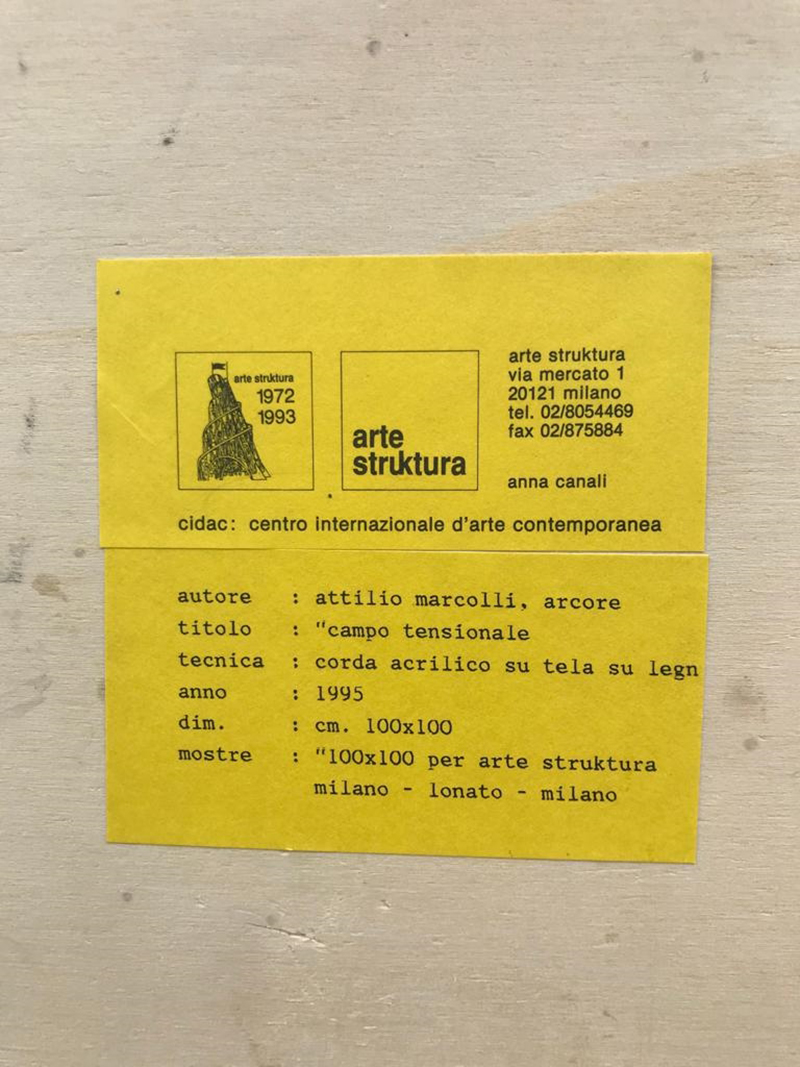 arte struktura
1972
1993
arte
struktura
arte struktura
via mercato 1
20121 milano
tel. 02/8054469
fax 02/875884
anna canali
cidac: centro internazionale d'arte contemporanea
autore : attilio marcolli, arcore
titolo : "campo tensionale
tecnica : corda acrilico su tela su legn
anno : 1995
dim. : cm. 100x100
mostre : "100x100 per arte struktura
milano - lonato - milano